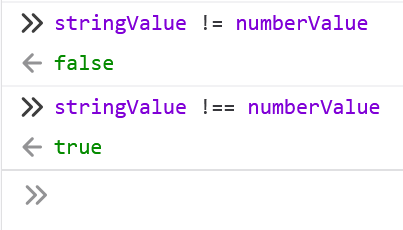 stringValue != numberValue
false
stringValue !== numberValue
true